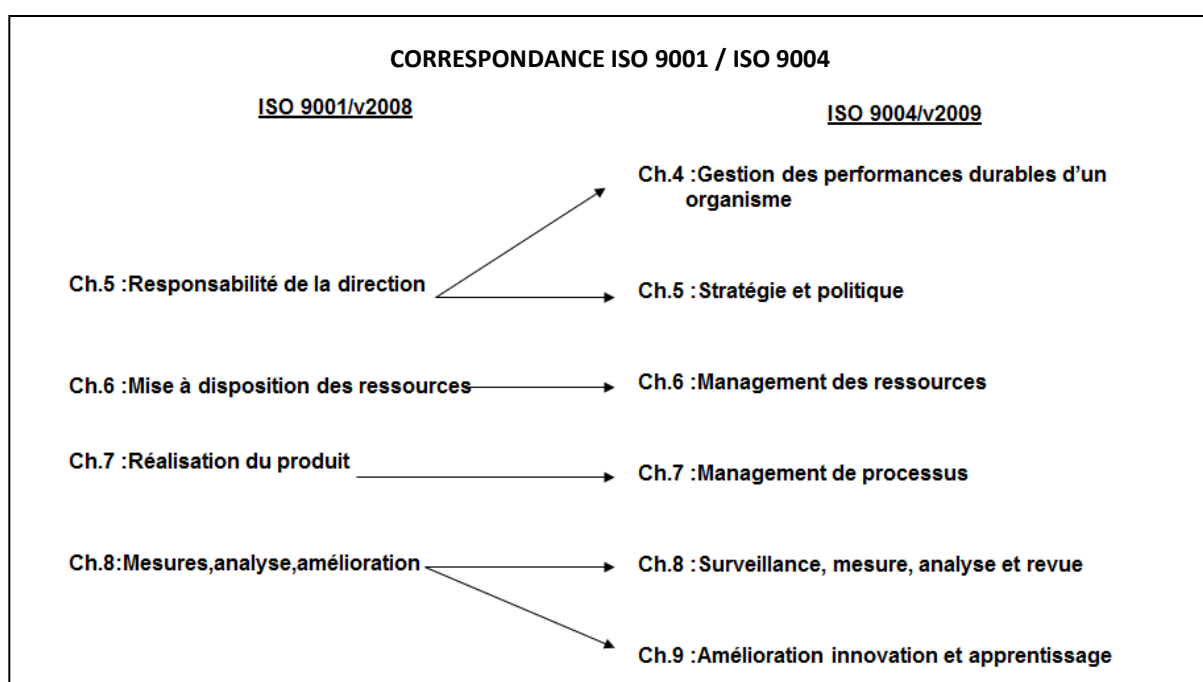 CORRESPONDANCE ISO 9001 / ISO 9004
ISO 9001/v2008
ISO 9004/v2009
Ch.4 :Gestion des performances durables d’un
organisme
Ch.5 :Responsabilité de la direction
Ch.5 :Stratégie et politique
Ch.6 :Mise à disposition des ressources
Ch.6 :Management des ressources
Ch.7 :Réalisation du produit
Ch.7 :Management de processus
Ch.8:Mesures,analyse,amélioration
Ch.8 :Surveillance, mesure, analyse et revue
Ch.9 :Amélioration innovation et apprentissage